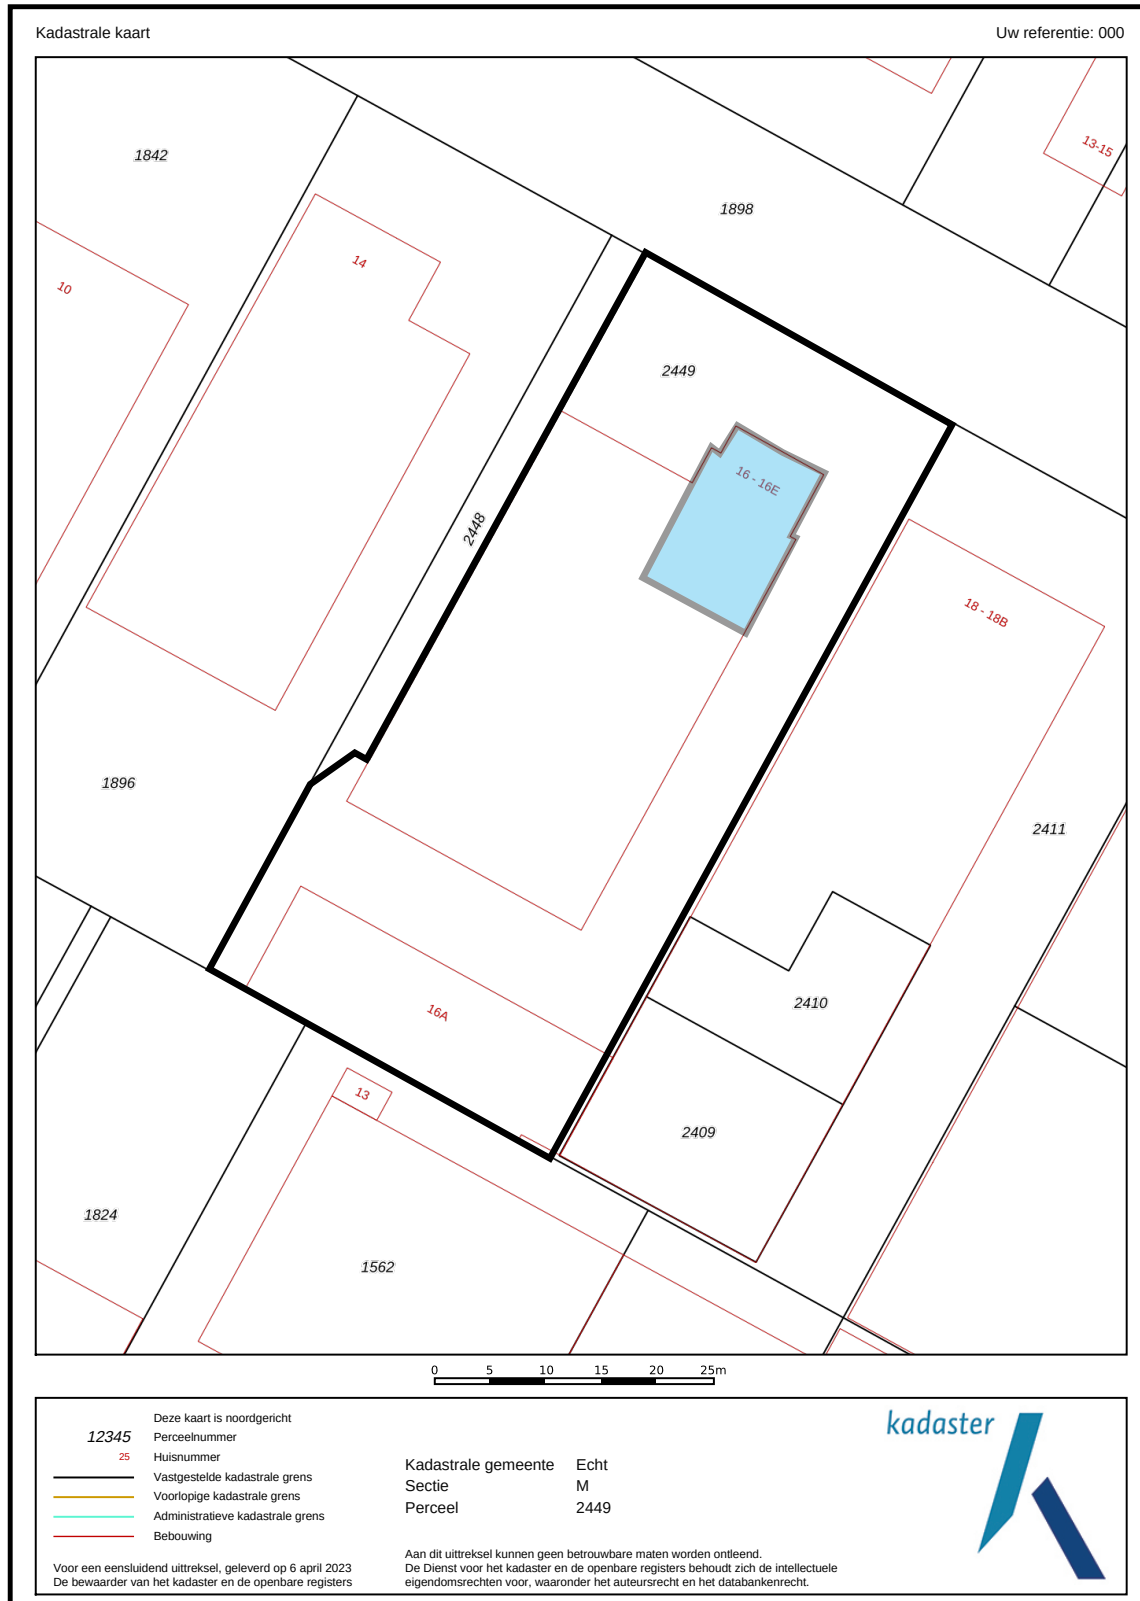 Kadastrale kaart
Uw referentie: 000
1842
13-15
1898
14
10
2449
16 - 16E
2448
18 - 18B
1896
2411
2410
16A
13
2409
1824
1562
0 5 10 15 20 25m
Deze kaart is noordgericht
12345 Perceelnummer
25 Huisnummer
Vastgestelde kadastrale grens
Voorlopige kadastrale grens
Administratieve kadastrale grens
Bebouwing
Voor een eensluidend uittreksel, geleverd op 6 april 2023
De bewaarder van het kadaster en de openbare registers
Kadastrale gemeente Echt
Sectie M
Perceel 2449
Aan dit uittreksel kunnen geen betrouwbare maten worden ontleend.
De Dienst voor het kadaster en de openbare registers behoudt zich de intellectuele
eigendomsrechten voor, waaronder het auteursrecht en het databankenrecht.
kadaster